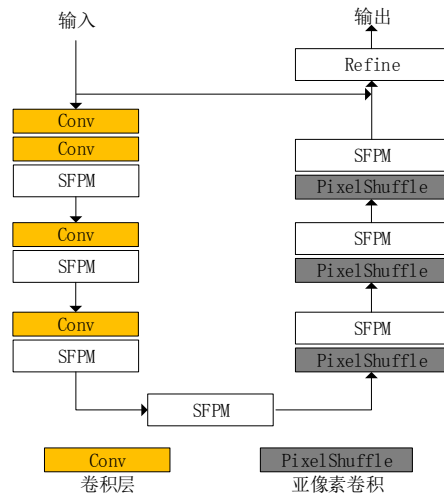 输入
Conv
Conv
SFPM
Conv
SFPM
Conv
SFPM
SFPM
输出
Refine
SFPM
PixelShuffle
SFPM
PixelShuffle
SFPM
PixelShuffle
Conv
卷积层
PixelShuffle
亚像素卷积